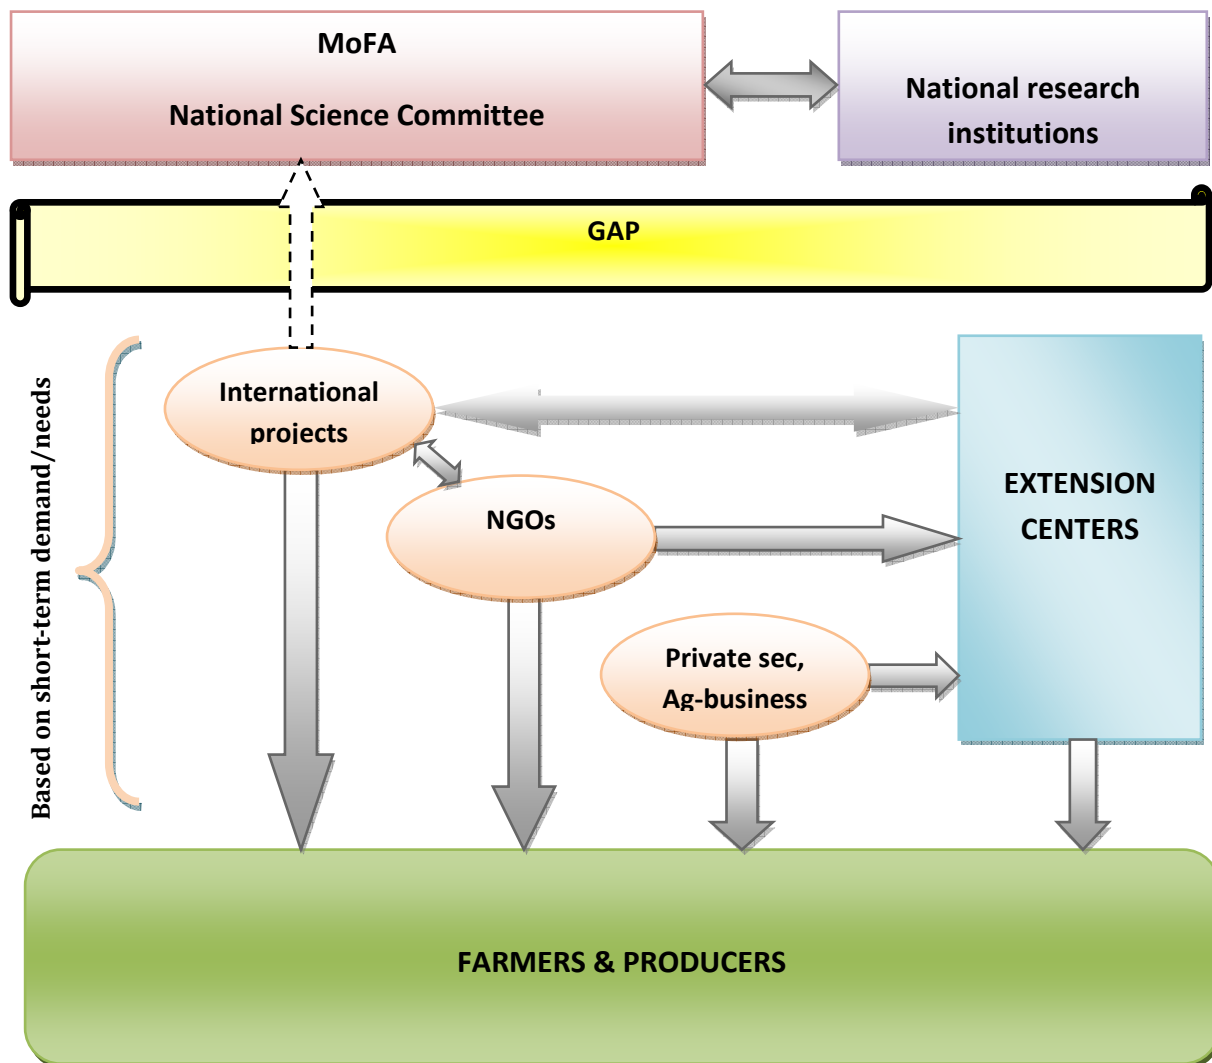 MoFA
National Science Committee
National research
institutions
GAP
Based on short-term demand/needs
International
projects
NGOs
EXTENSION
CENTERS
Private sec,
Ag-business
FARMERS & PRODUCERS